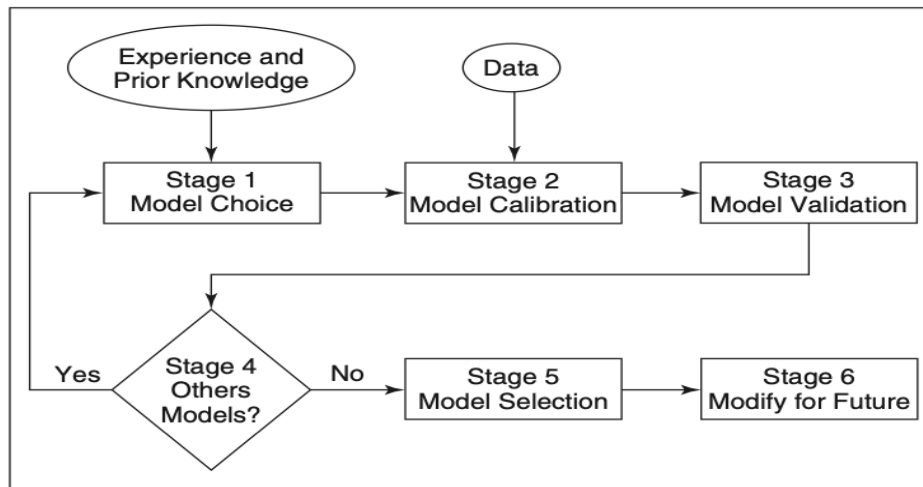 Experience and
Prior Knowledge
Data
Stage 1
Model Choice
Stage 2
Model Calibration
Stage 3
Model Validation
Yes
Stage 4
Others
Models?
No
Stage 5
Model Selection
Stage 6
Modify for Future